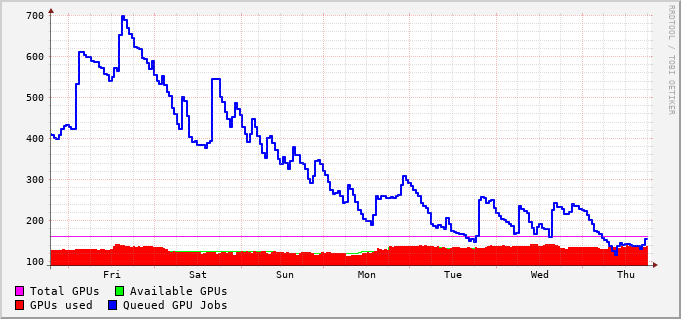 700
600
500
400
300
200
100
Fri Sat Sun Mon Tue Wed Thu
Total GPUs Available GPUs
GPUs used Queued GPU Jobs
RRDTOOL / TOBI OETIKER